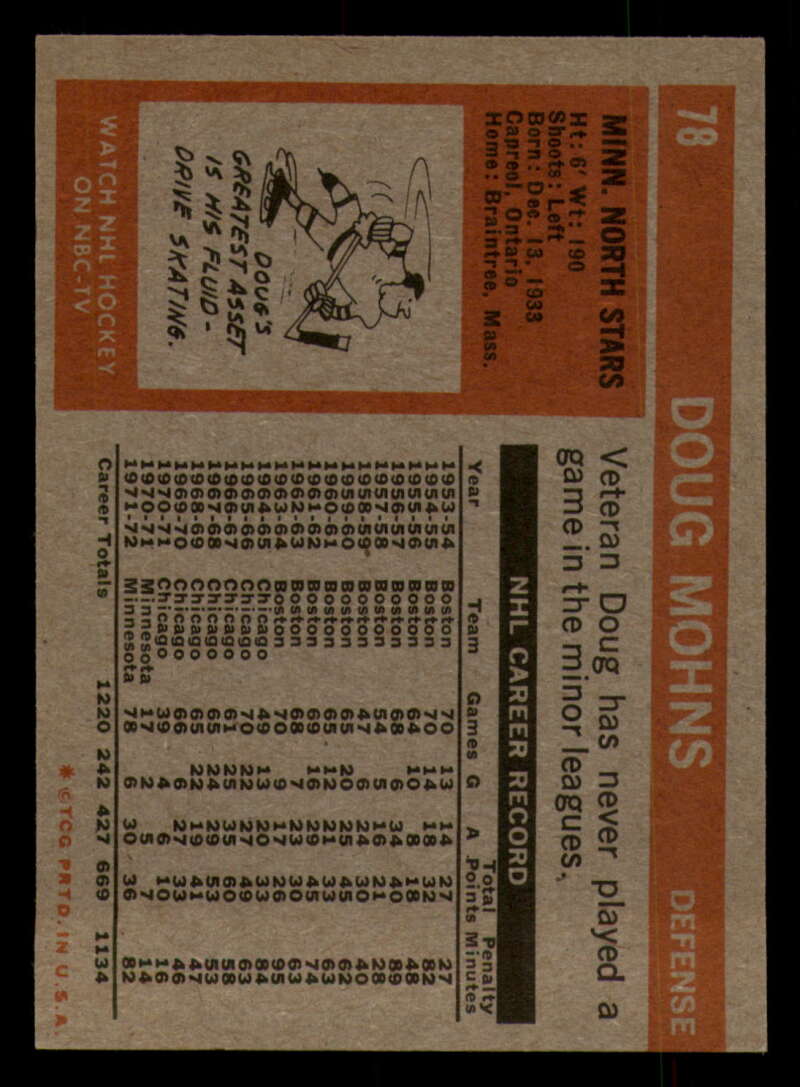 78 DOUG MOHNS DEFENSE
MINN. NORTH STARS
Ht: 6' Wt: 190
Shoots: Left
Born: Dec. 13, 1933
Capreol, Ontario
Home: Braintree, Mass.
DOUG'S
GREATEST ASSET
IS HIS FLUID-
DRIVE SKATING.
WATCH NHL HOCKEY
ON NBC-TV
Veteran Doug has never played a
game in the minor leagues.
NHL CAREER RECORD
Total Penalty
Year Team Games G A Points Minutes
1953-54 Boston 70 13 14 27 27
1954-55 Boston 70 14 18 32 82
1955-56 Boston 64 10 8 18 48
1956-57 Boston 68 6 34 40 89
1957-58 Boston 54 5 16 21 28
1958-59 Boston 47 6 24 30 40
1959-60 Boston 65 20 25 45 62
1960-61 Boston 65 12 21 33 63
1961-62 Boston 69 16 29 45 74
1962-63 Boston 68 7 23 30 63
1963-64 Boston 70 9 17 26 95
1964-65 Chicago 49 13 20 33 84
1965-66 Chicago 70 22 27 49 63
1966-67 Chicago 61 25 35 60 58
1967-68 Chicago 65 24 29 53 53
1968-69 Chicago 65 22 19 41 47
1969-70 Chicago 66 6 27 33 46
1970-71 Chicago 39 4 6 10 16
1970-71 Minnesota 17 2 5 7 14
1971-72 Minnesota 78 6 30 36 82
Career Totals 1220 242 427 669 1134
* © TCG PRTD. IN U.S.A.